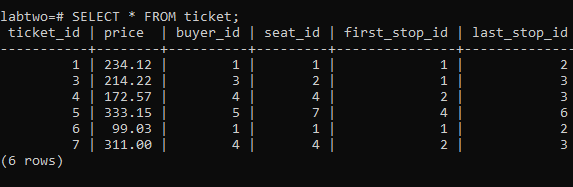 labtwo=# SELECT * FROM ticket;
 ticket_id | price  | buyer_id | seat_id | first_stop_id | last_stop_id
-----------+--------+----------+---------+---------------+--------------
         1 | 234.12 |        1 |       1 |             1 |            2
         3 | 214.22 |        3 |       2 |             1 |            3
         4 | 172.57 |        4 |       4 |             2 |            3
         5 | 333.15 |        5 |       7 |             4 |            6
         6 |  99.03 |        1 |       1 |             1 |            2
         7 | 311.00 |        4 |       4 |             2 |            3
(6 rows)